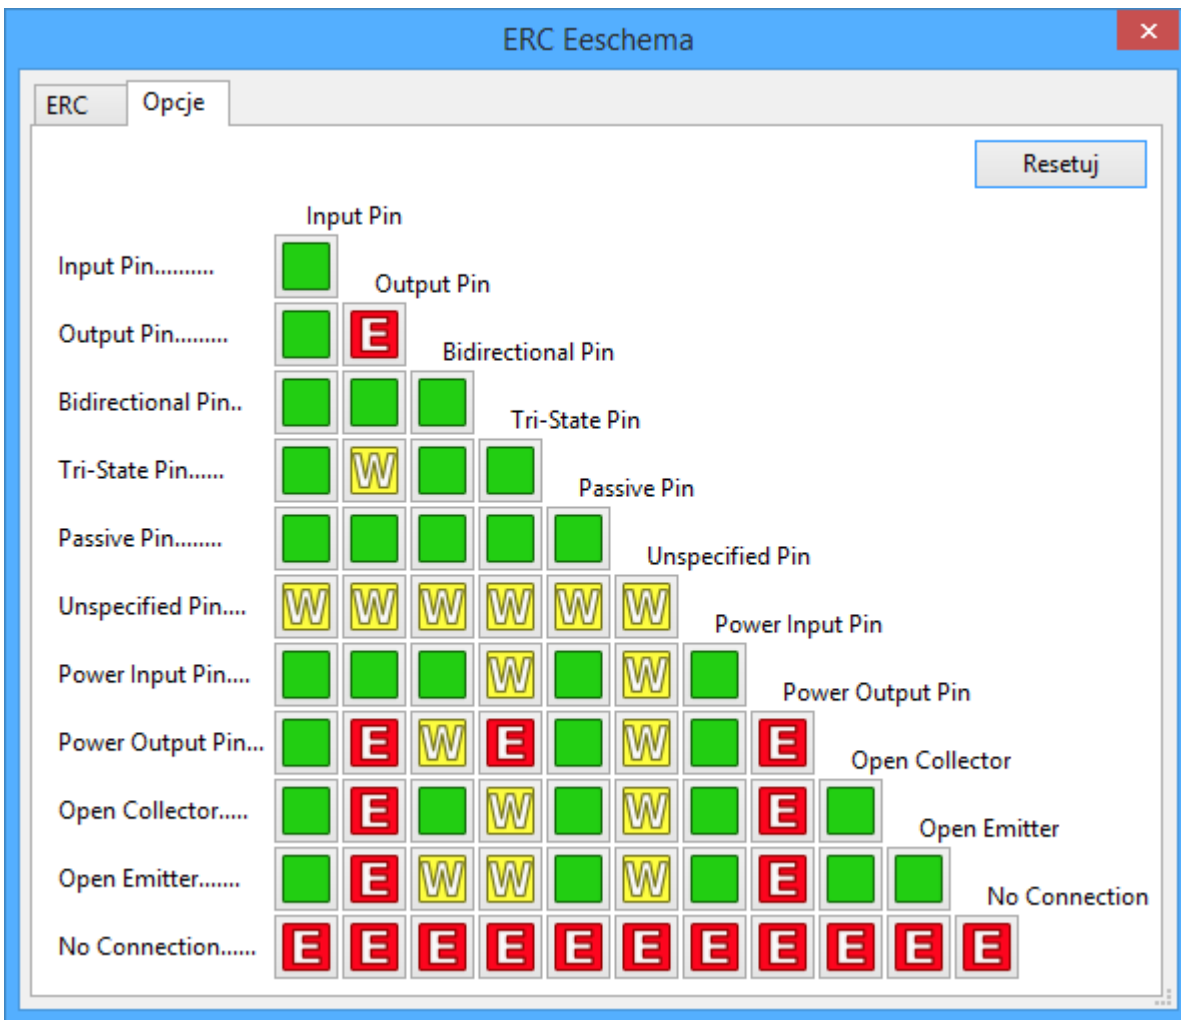 ERC Eeschema
ERC Opcje
Resetuj
Input Pin
Input Pin..........
Output Pin
Output Pin......... E
Bidirectional Pin
Bidirectional Pin..
Tri-State Pin
Tri-State Pin...... W
Passive Pin
Passive Pin........
Unspecified Pin
Unspecified Pin.... W W W W W W
Power Input Pin
Power Input Pin.... W W
Power Output Pin
Power Output Pin... E W E W E
Open Collector
Open Collector..... E W W E
Open Emitter
Open Emitter....... E W W W E
No Connection
No Connection...... E E E E E E E E E E E